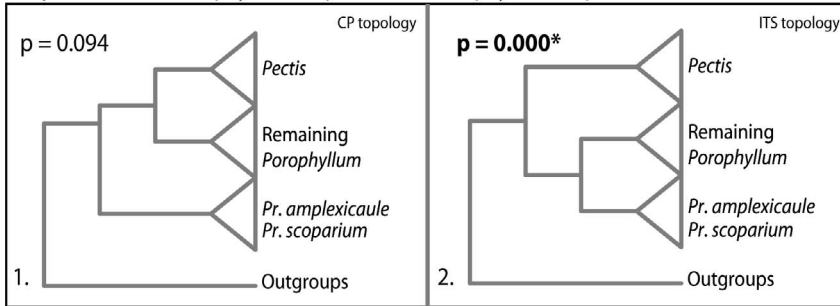 CP topology
p = 0.094
Pectis
Remaining
Porophyllum
Pr. amplexicaule
Pr. scoparium
1.
Outgroups
ITS topology
p = 0.000*
Pectis
Remaining
Porophyllum
Pr. amplexicaule
Pr. scoparium
2.
Outgroups